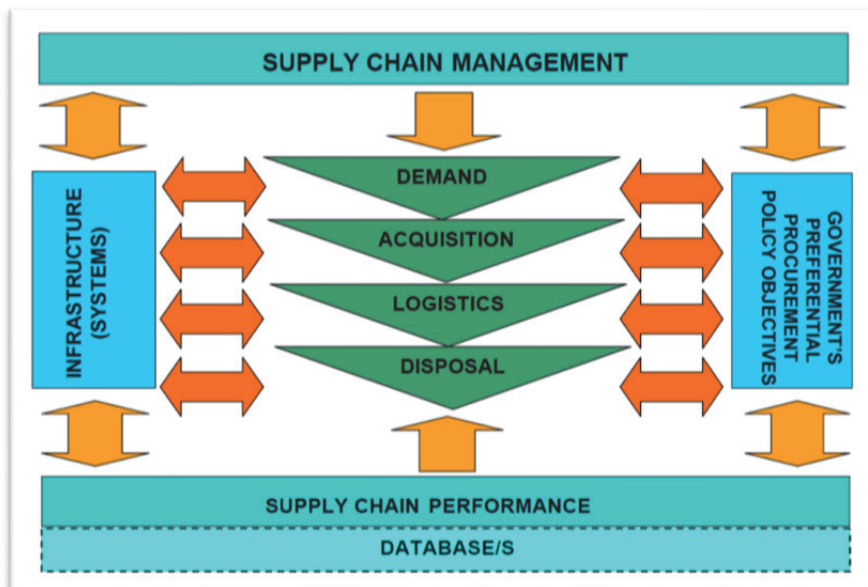 SUPPLY CHAIN MANAGEMENT
INFRASTRUCTURE
(SYSTEMS)
DEMAND
ACQUISITION
LOGISTICS
DISPOSAL
GOVERNMENT'S
PREFERENTIAL
PROCUREMENT
POLICY OBJECTIVES
SUPPLY CHAIN PERFORMANCE
DATABASE/S